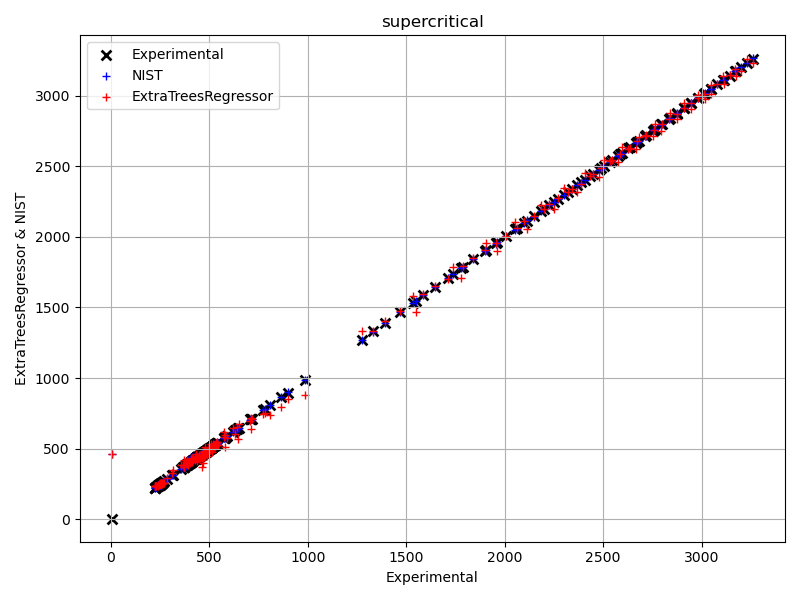 supercritical
Experimental
NIST
ExtraTreesRegressor
ExtraTreesRegressor & NIST
3000
2500
2000
1500
1000
500
0
0 500 1000 1500 2000 2500 3000
Experimental